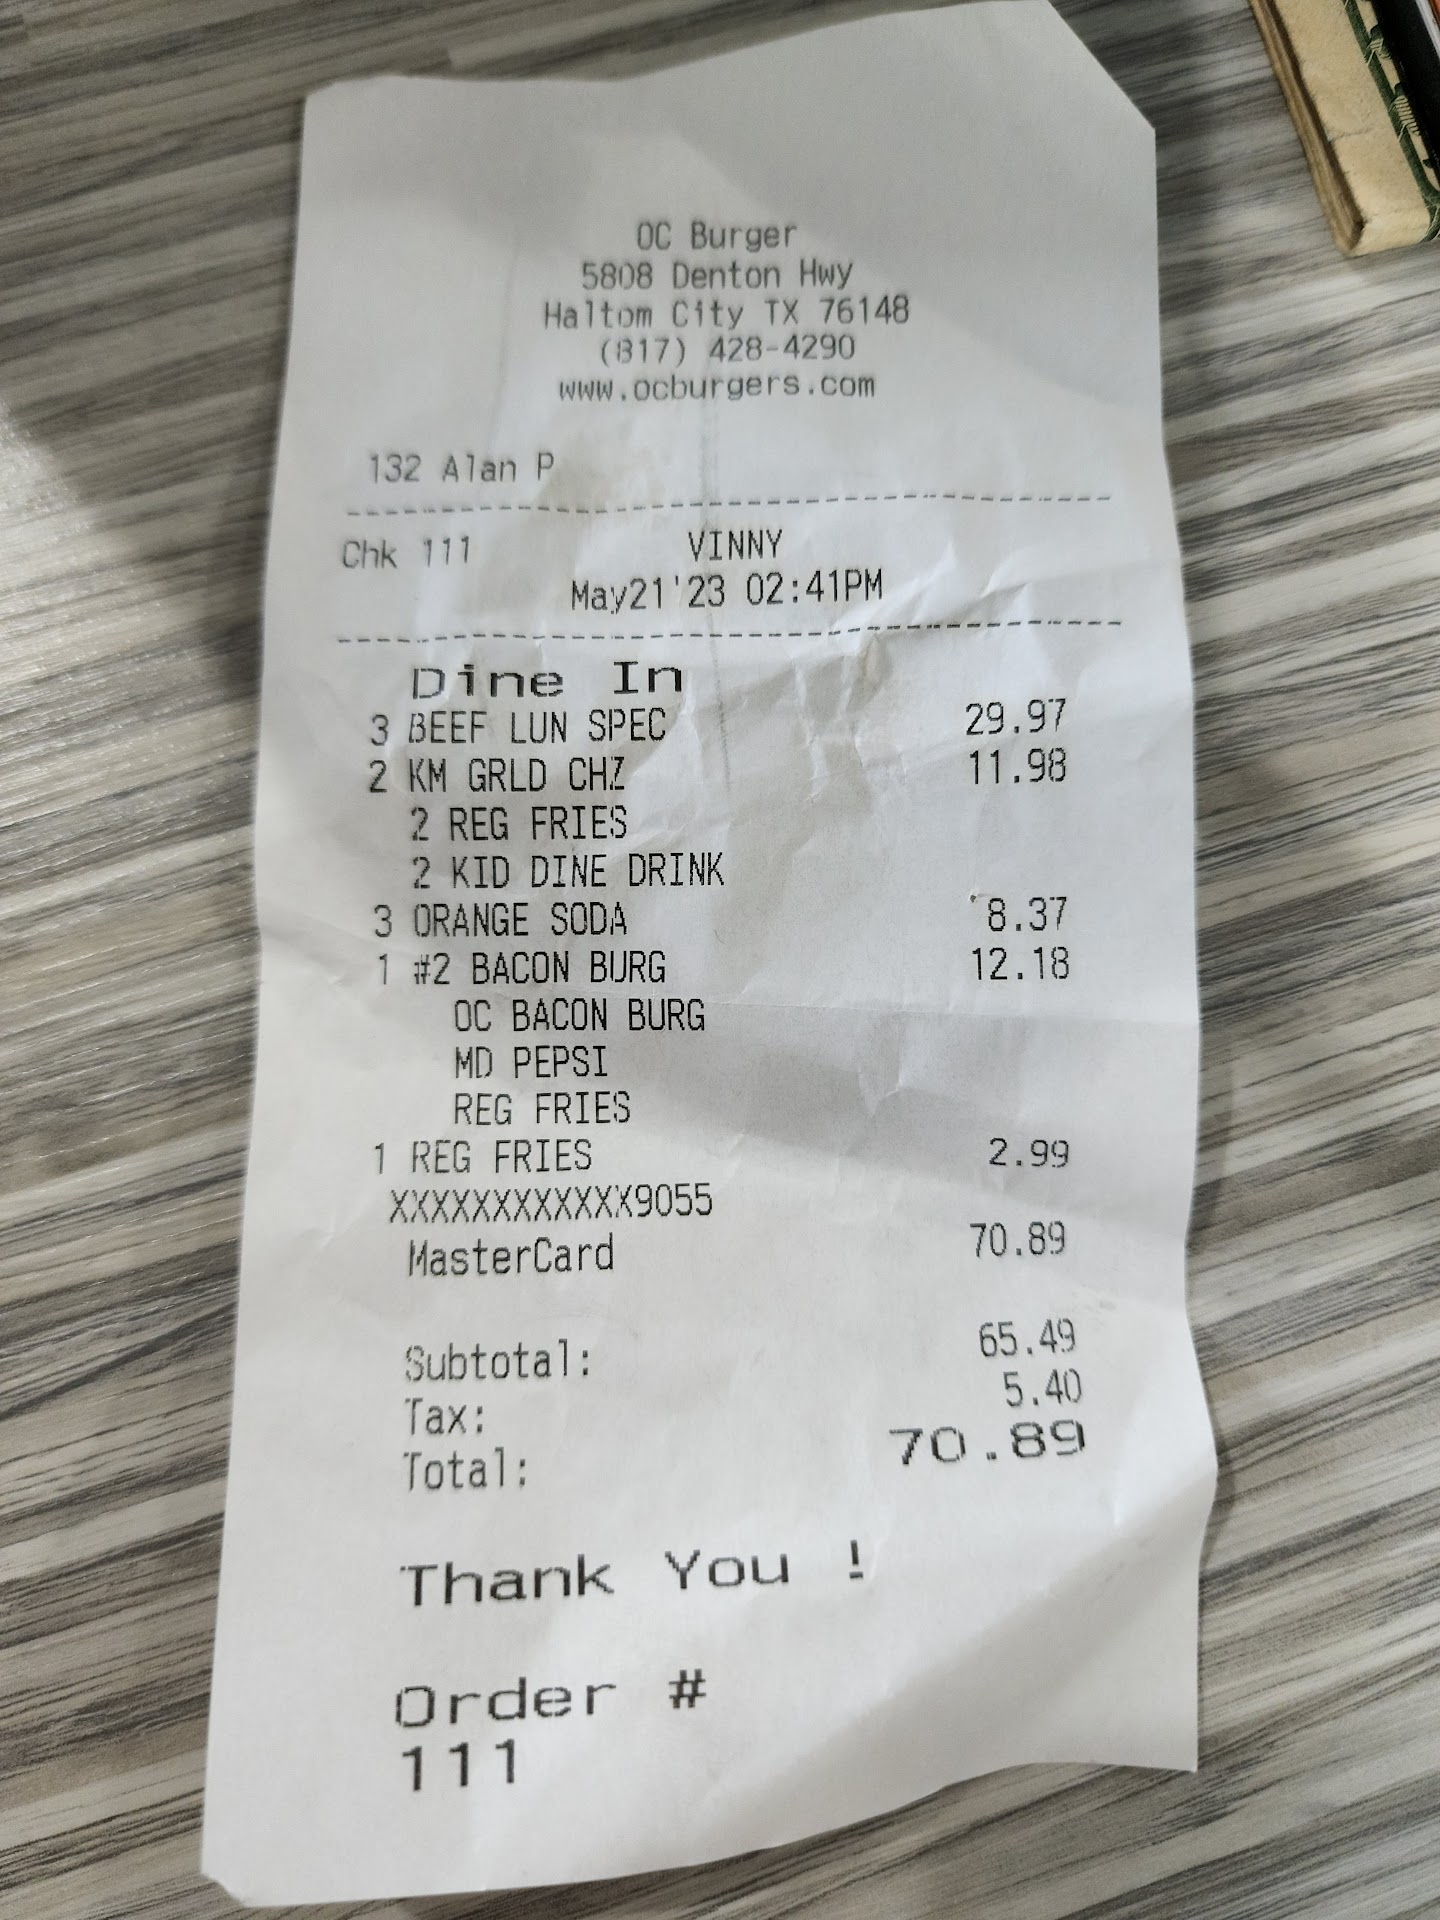 OC Burger
5808 Denton Hwy
Haltom City TX 76148
(817) 428-4290
www.ocburgers.com
132 Alan P
Chk 111 VINNY
May21'23 02:41PM
Dine In
3 BEEF LUN SPEC 29.97
2 KM GRLD CHZ 11.98
2 REG FRIES
2 KID DINE DRINK
3 ORANGE SODA 8.37
1 #2 BACON BURG 12.18
OC BACON BURG
MD PEPSI
REG FRIES
1 REG FRIES 2.99
XXXXXXXXXXXX9055
MasterCard 70.89
Subtotal: 65.49
Tax: 5.40
Total: 70.89
Thank You !
Order #
111